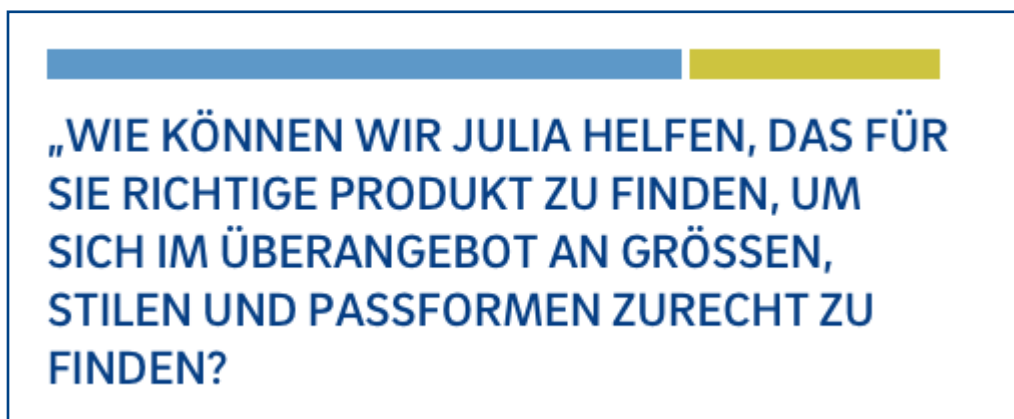 „WIE KÖNNEN WIR JULIA HELFEN, DAS FÜR
SIE RICHTIGE PRODUKT ZU FINDEN, UM
SICH IM ÜBERANGEBOT AN GRÖSSEN,
STILEN UND PASSFORMEN ZURECHT ZU
FINDEN?